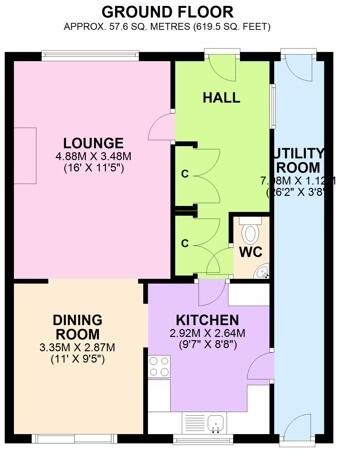 GROUND FLOOR
APPROX. 57.6 SQ. METRES (619.5 SQ. FEET)
HALL
LOUNGE
4.88M X 3.48M
(16' X 11'5")
UTILITY
ROOM
7.98M X 1.12M
(26'2" X 3'8")
C
C
WC
DINING
ROOM
3.35M X 2.87M
(11' X 9'5")
KITCHEN
2.92M X 2.64M
(9'7" X 8'8")